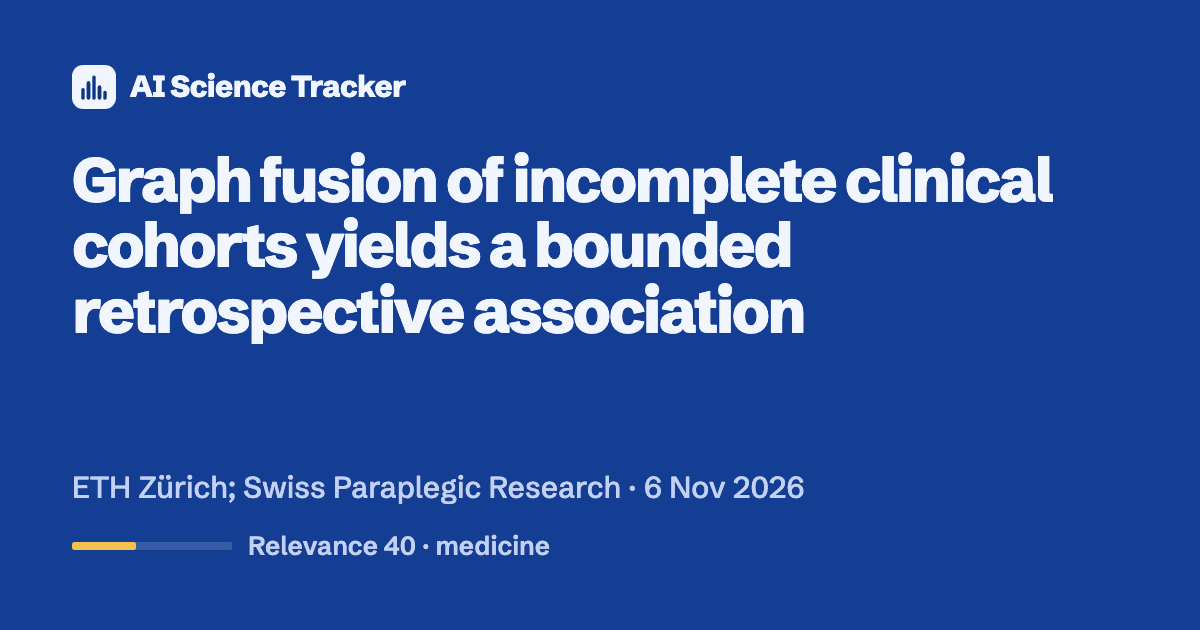 AI Science Tracker
Graph fusion of incomplete clinical
cohorts yields a bounded
retrospective association
ETH Zürich; Swiss Paraplegic Research · 6 Nov 2026
Relevance 40 · medicine